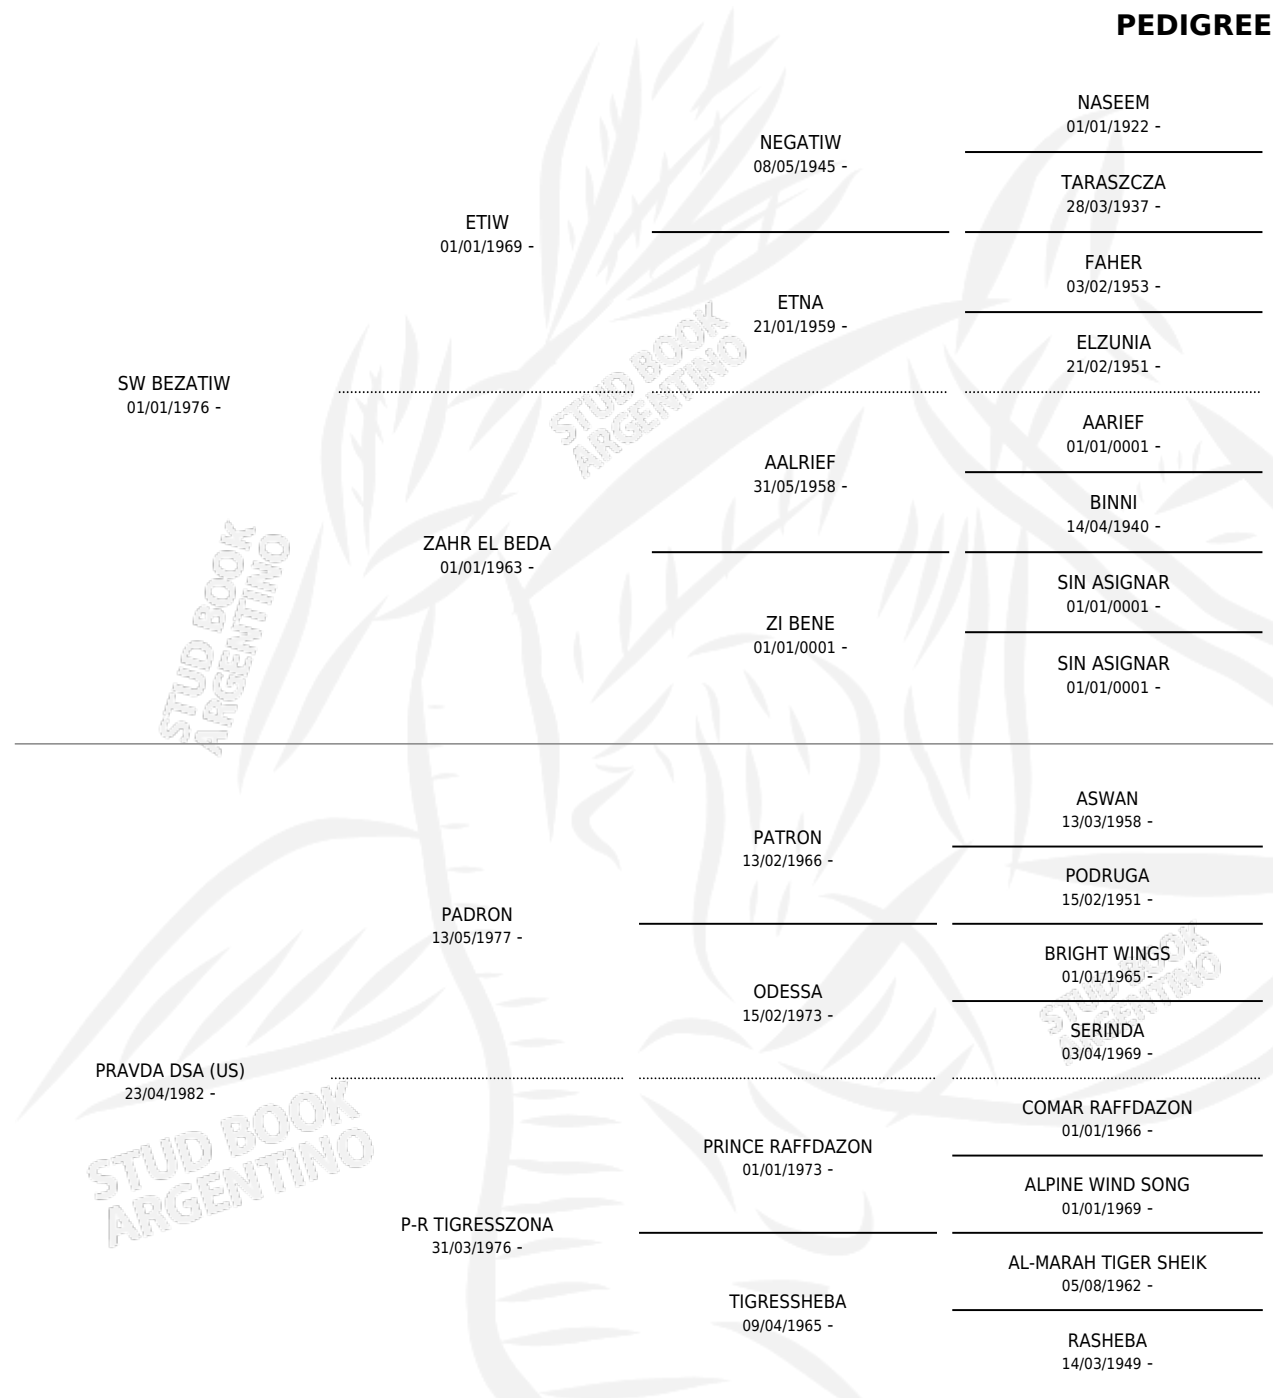 PEDIGREE
NASEEM
01/01/1922 -
NEGATIW
08/05/1945 -
TARASZCZA
28/03/1937 -
ETIW
01/01/1969 -
FAHER
03/02/1953 -
ETNA
21/01/1959 -
ELZUNIA
21/02/1951 -
SW BEZATIW
01/01/1976 -
AARIEF
01/01/0001 -
AALRIEF
31/05/1958 -
BINNI
14/04/1940 -
ZAHR EL BEDA
01/01/1963 -
SIN ASIGNAR
01/01/0001 -
ZI BENE
01/01/0001 -
SIN ASIGNAR
01/01/0001 -
ASWAN
13/03/1958 -
PATRON
13/02/1966 -
PODRUGA
15/02/1951 -
PADRON
13/05/1977 -
BRIGHT WINGS
01/01/1965 -
ODESSA
15/02/1973 -
SERINDA
03/04/1969 -
PRAVDA DSA (US)
23/04/1982 -
COMAR RAFFDAZON
01/01/1966 -
PRINCE RAFFDAZON
01/01/1973 -
ALPINE WIND SONG
01/01/1969 -
P-R TIGRESSZONA
31/03/1976 -
AL-MARAH TIGER SHEIK
05/08/1962 -
TIGRESSHEBA
09/04/1965 -
RASHEBA
14/03/1949 -
STUD BOOK
ARGENTINO
STUD BOOK
ARGENTINO
STUD BOOK
ARGENTINO
STUD BOOK
ARGENTINO